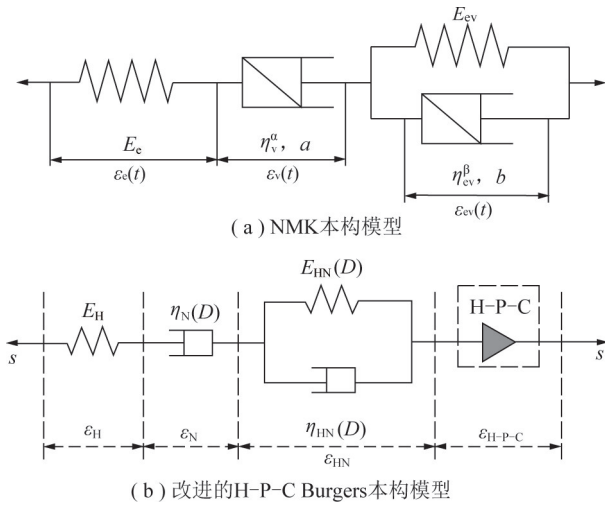 E_ev
E_e
η_v^α, a
η_ev^β, b
ε_e(t)
ε_v(t)
ε_ev(t)
( a ) NMK本构模型
E_HN(D)
E_H
η_N(D)
H-P-C
s
s
ε_H
ε_N
η_HN(D)
ε_HN
ε_H-P-C
( b ) 改进的H-P-C Burgers本构模型